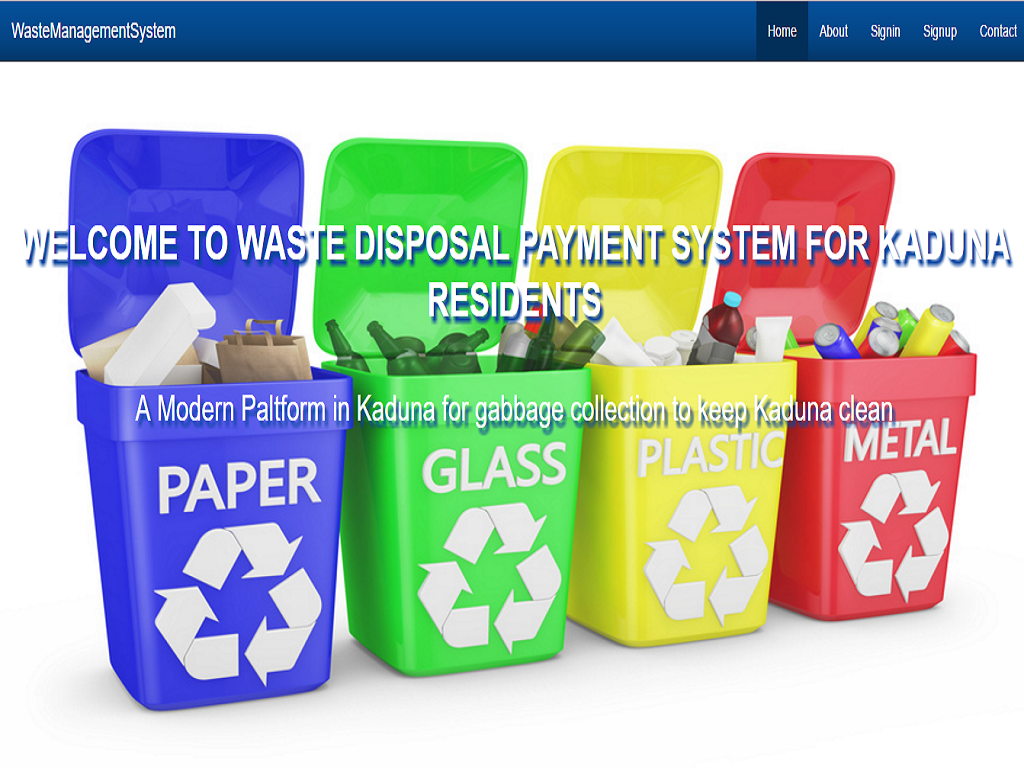 WasteManagementSystem
Home About Signin Signup Contact
WELCOME TO WASTE DISPOSAL PAYMENT SYSTEM FOR KADUNA
RESIDENTS
A Modern Paltform in Kaduna for gabbage collection to keep Kaduna clean
PAPER
GLASS
PLASTIC
METAL